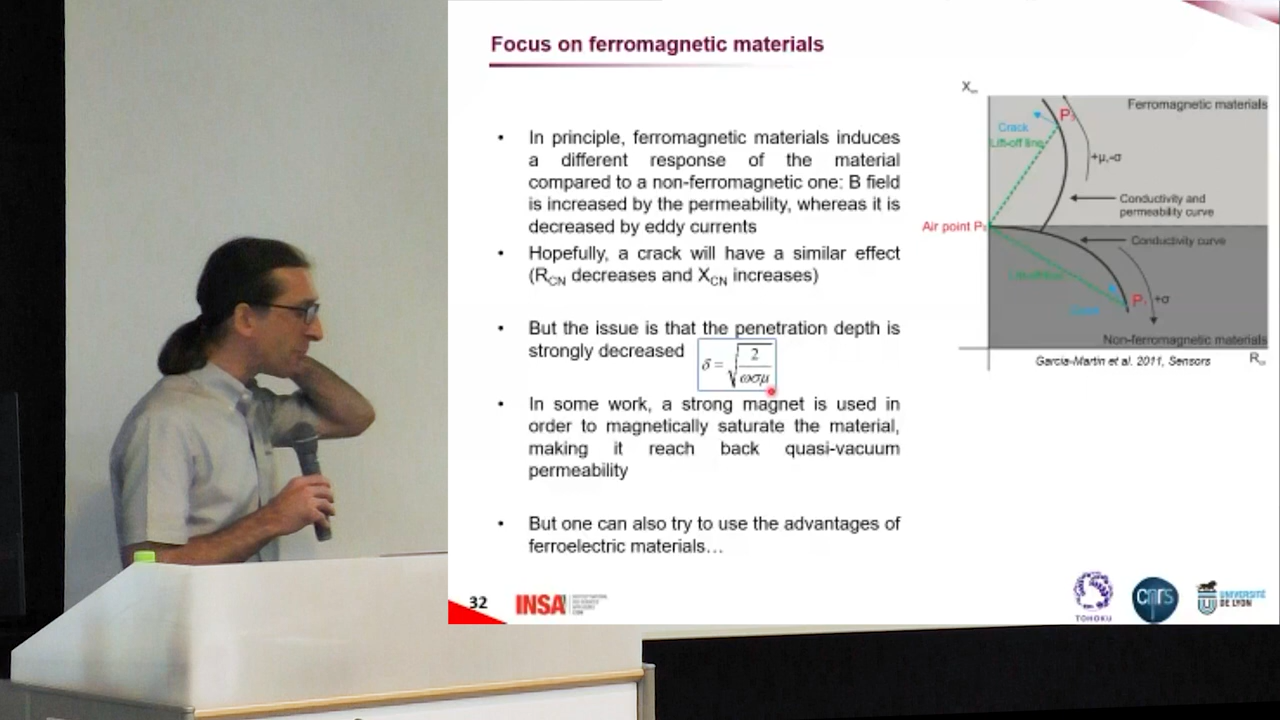 Focus on ferromagnetic materials
• In principle, ferromagnetic materials induces
a different response of the material
compared to a non-ferromagnetic one: B field
is increased by the permeability, whereas it is
decreased by eddy currents
• Hopefully, a crack will have a similar effect
(RCN decreases and XCN increases)
• But the issue is that the penetration depth is
strongly decreased
δ = √(2/ωσμ)
• In some work, a strong magnet is used in
order to magnetically saturate the material,
making it reach back quasi-vacuum
permeability
• But one can also try to use the advantages of
ferroelectric materials…
Ferromagnetic materials
Crack
Lift-off line
+μ,-σ
Conductivity and
permeability curve
Air point P
Conductivity curve
+σ
Non-ferromagnetic materials
Garcia-Martin et al. 2011, Sensors
32
INSA
TOHOKU
cnrs
UNIVERSITÉ
DE LYON